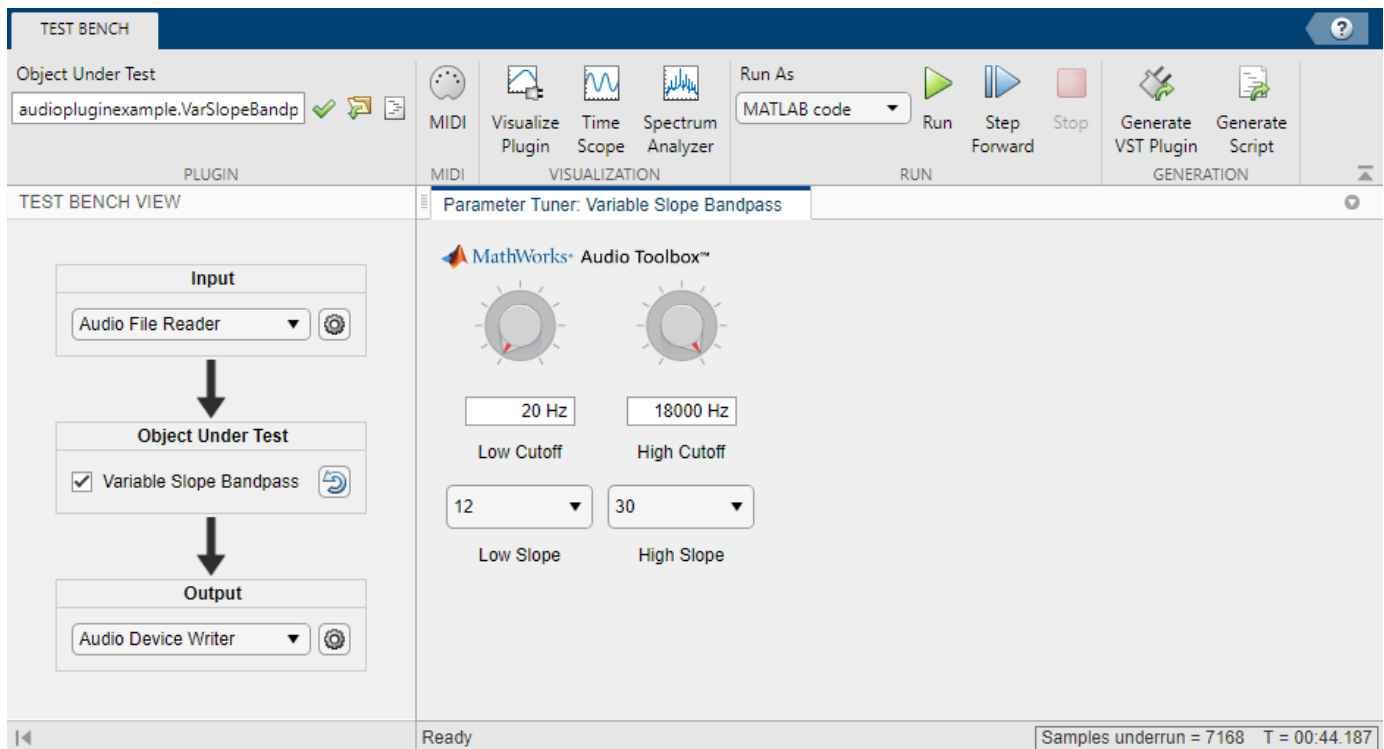 TEST BENCH
?
Object Under Test
audiopluginexample.VarSlopeBandp
PLUGIN
MIDI
MIDI
Visualize
Plugin
Time
Scope
Spectrum
Analyzer
VISUALIZATION
Run As
MATLAB code
Run
Step
Forward
Stop
RUN
Generate
VST Plugin
Generate
Script
GENERATION
TEST BENCH VIEW
Input
Audio File Reader
Object Under Test
Variable Slope Bandpass
Output
Audio Device Writer
Parameter Tuner: Variable Slope Bandpass
MathWorks® Audio Toolbox™
20 Hz
18000 Hz
Low Cutoff
High Cutoff
12
30
Low Slope
High Slope
Ready
Samples underrun = 7168 T = 00:44.187